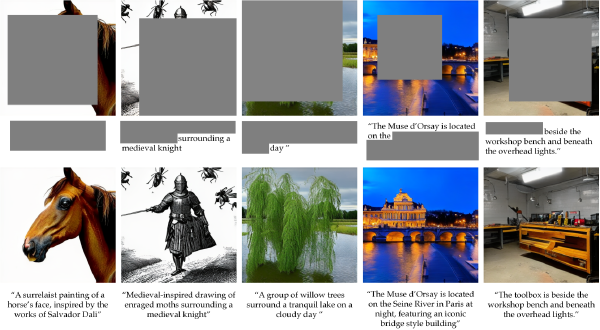 surrounding a
medieval knight
day ”
“The Muse d’Orsay is located
on the
beside the
workshop bench and beneath
the overhead lights.”
“A surrelaist painting of a
horse’s face, inspired by the
works of Salvador Dali”
“Medieval-inspired drawing of
enraged moths surrounding a
medieval knight”
“A group of willow trees
surround a tranquil lake on a
cloudy day ”
“The Muse d’Orsay is located
on the Seine River in Paris at
night, featuring an iconic
bridge style building”
“The toolbox is beside the
workshop bench and beneath
the overhead lights.”